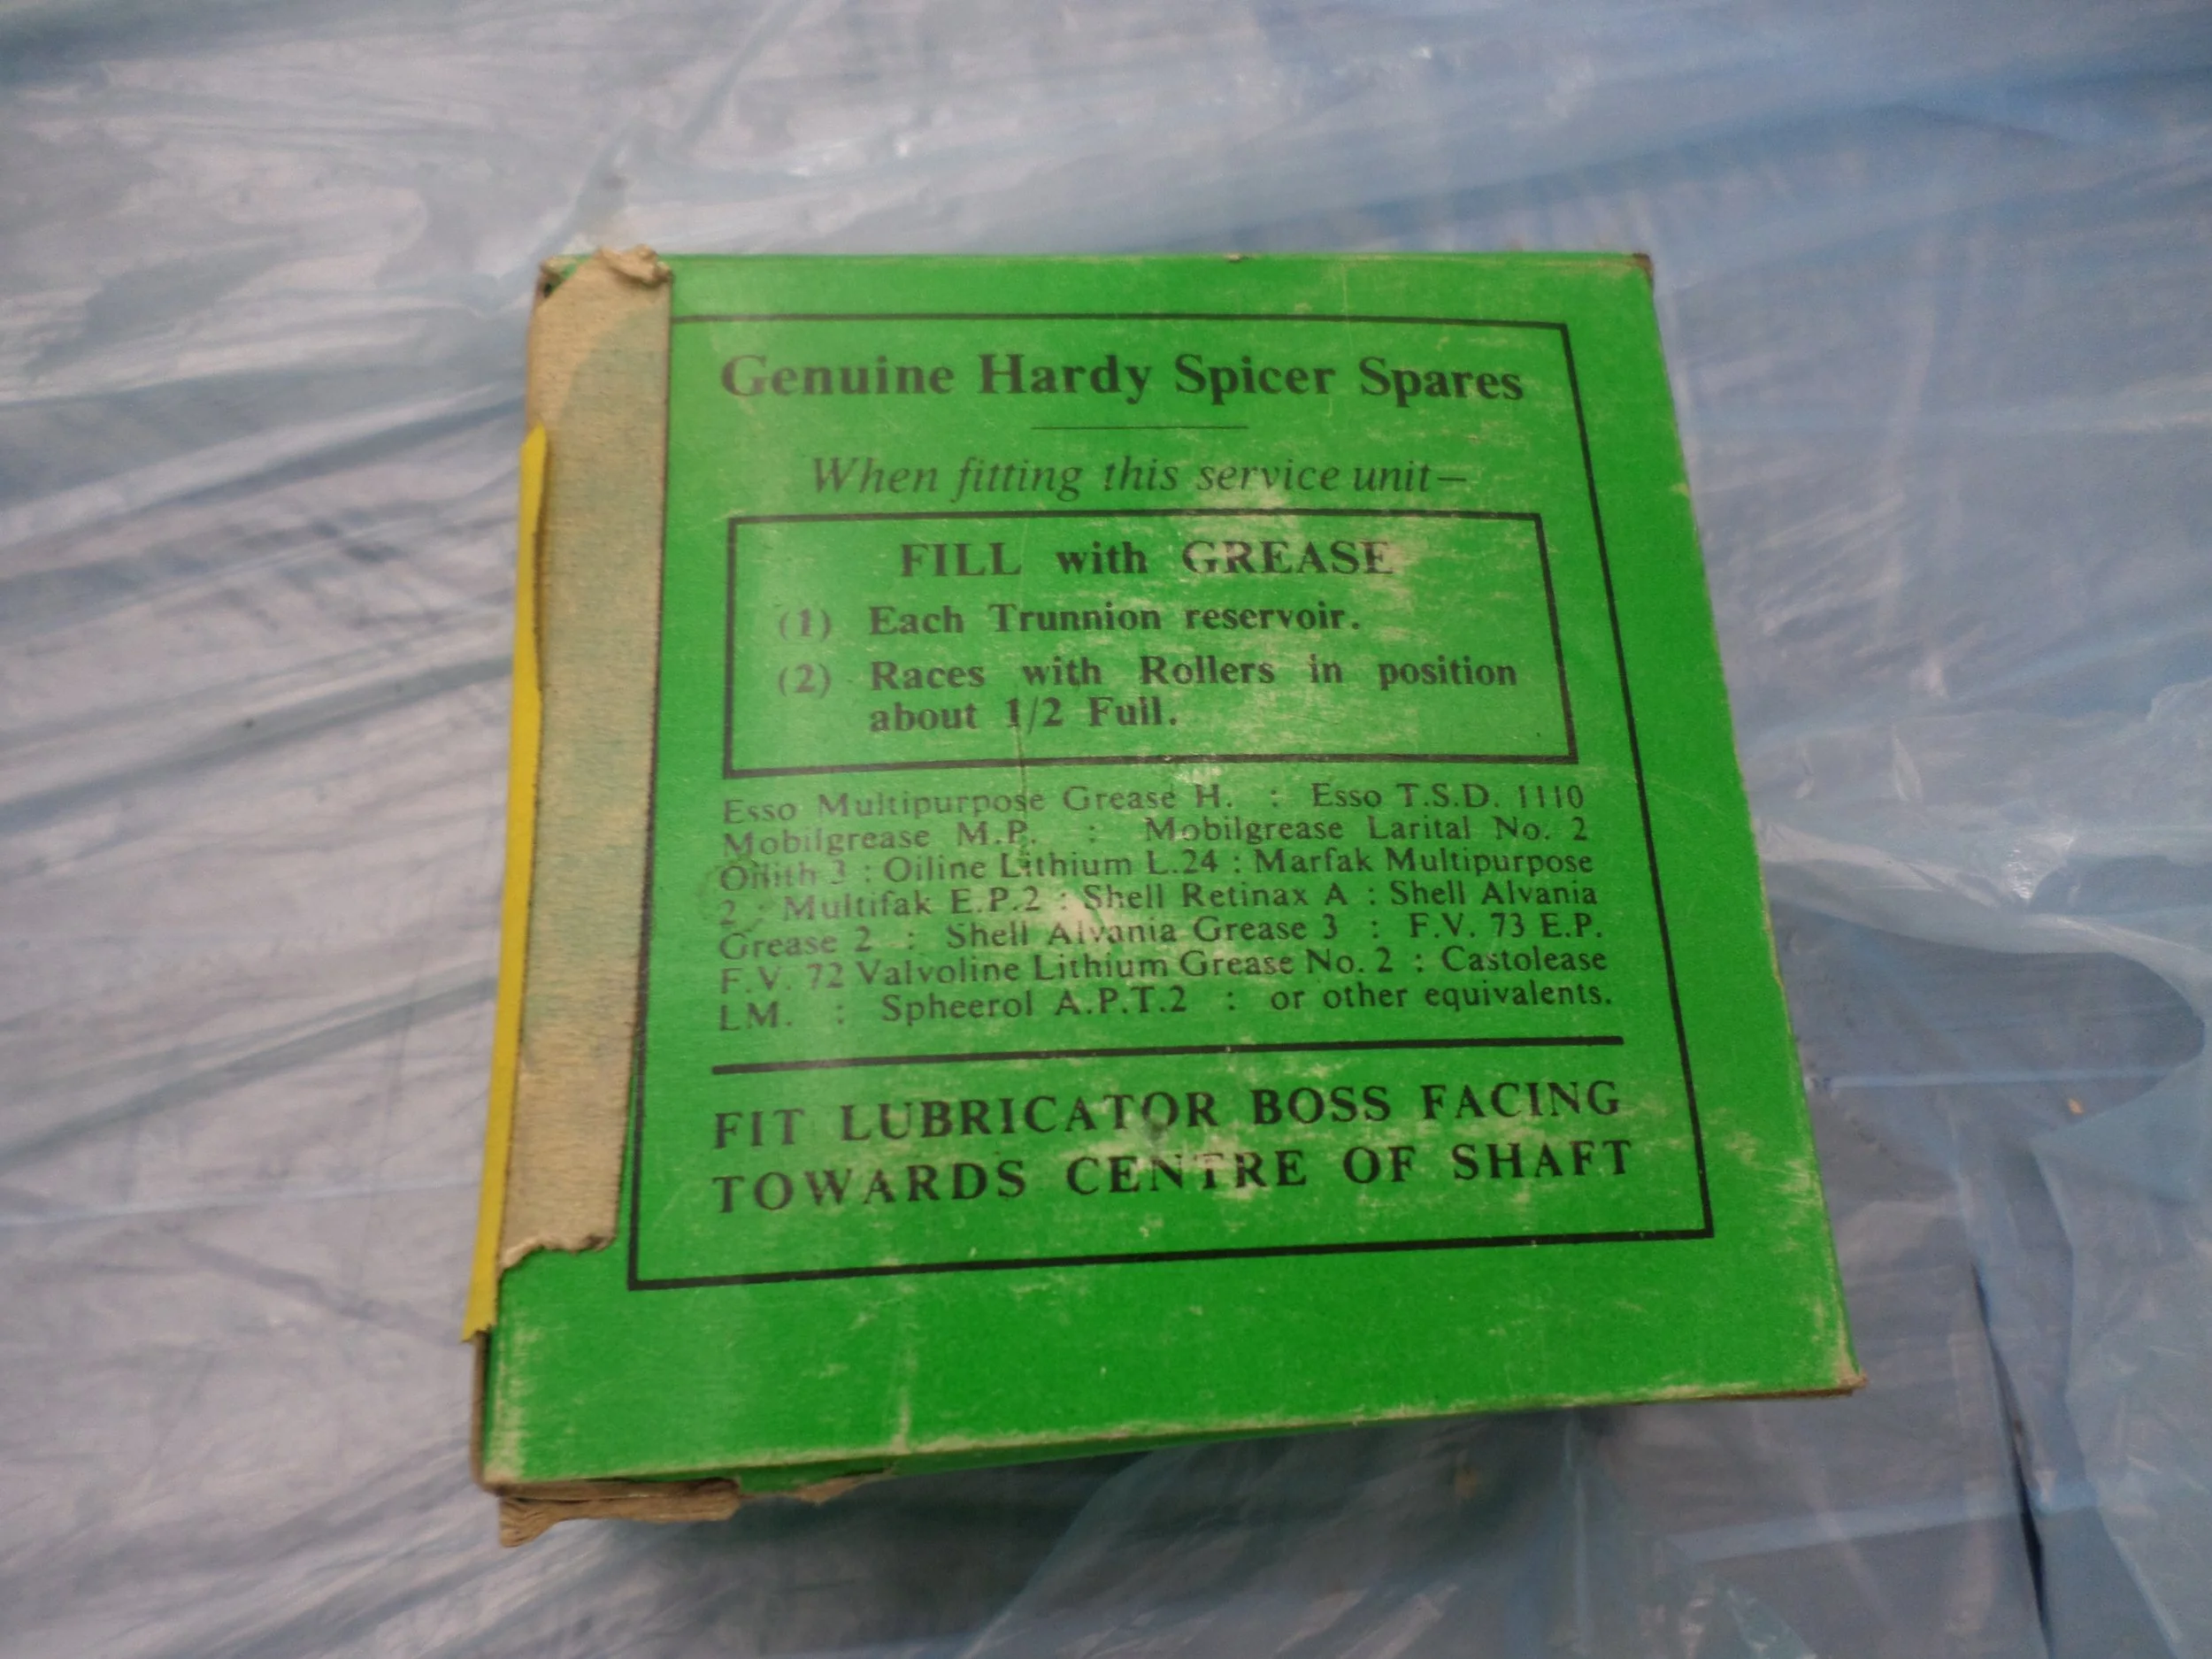 Genuine Hardy Spicer Spares
When fitting this service unit—
FILL with GREASE
(1) Each Trunnion reservoir.
(2) Races with Rollers in position
about 1/2 Full.
Esso Multipurpose Grease H. : Esso T.S.D. 1110
Mobilgrease M.P. : Mobilgrease Larital No. 2
3 : Oiline Lithium L.24 : Marfak Multipurpose
2 : Multifak E.P.2 : Shell Retinax A : Shell Alvania
Grease 2 : Shell Alvania Grease 3 : F.V. 73 E.P.
F.V. 72 Valvoline Lithium Grease No. 2 : Castolease
LM. : Spheerol A.P.T.2 : or other equivalents.
FIT LUBRICATOR BOSS FACING
TOWARDS CENTRE OF SHAFT